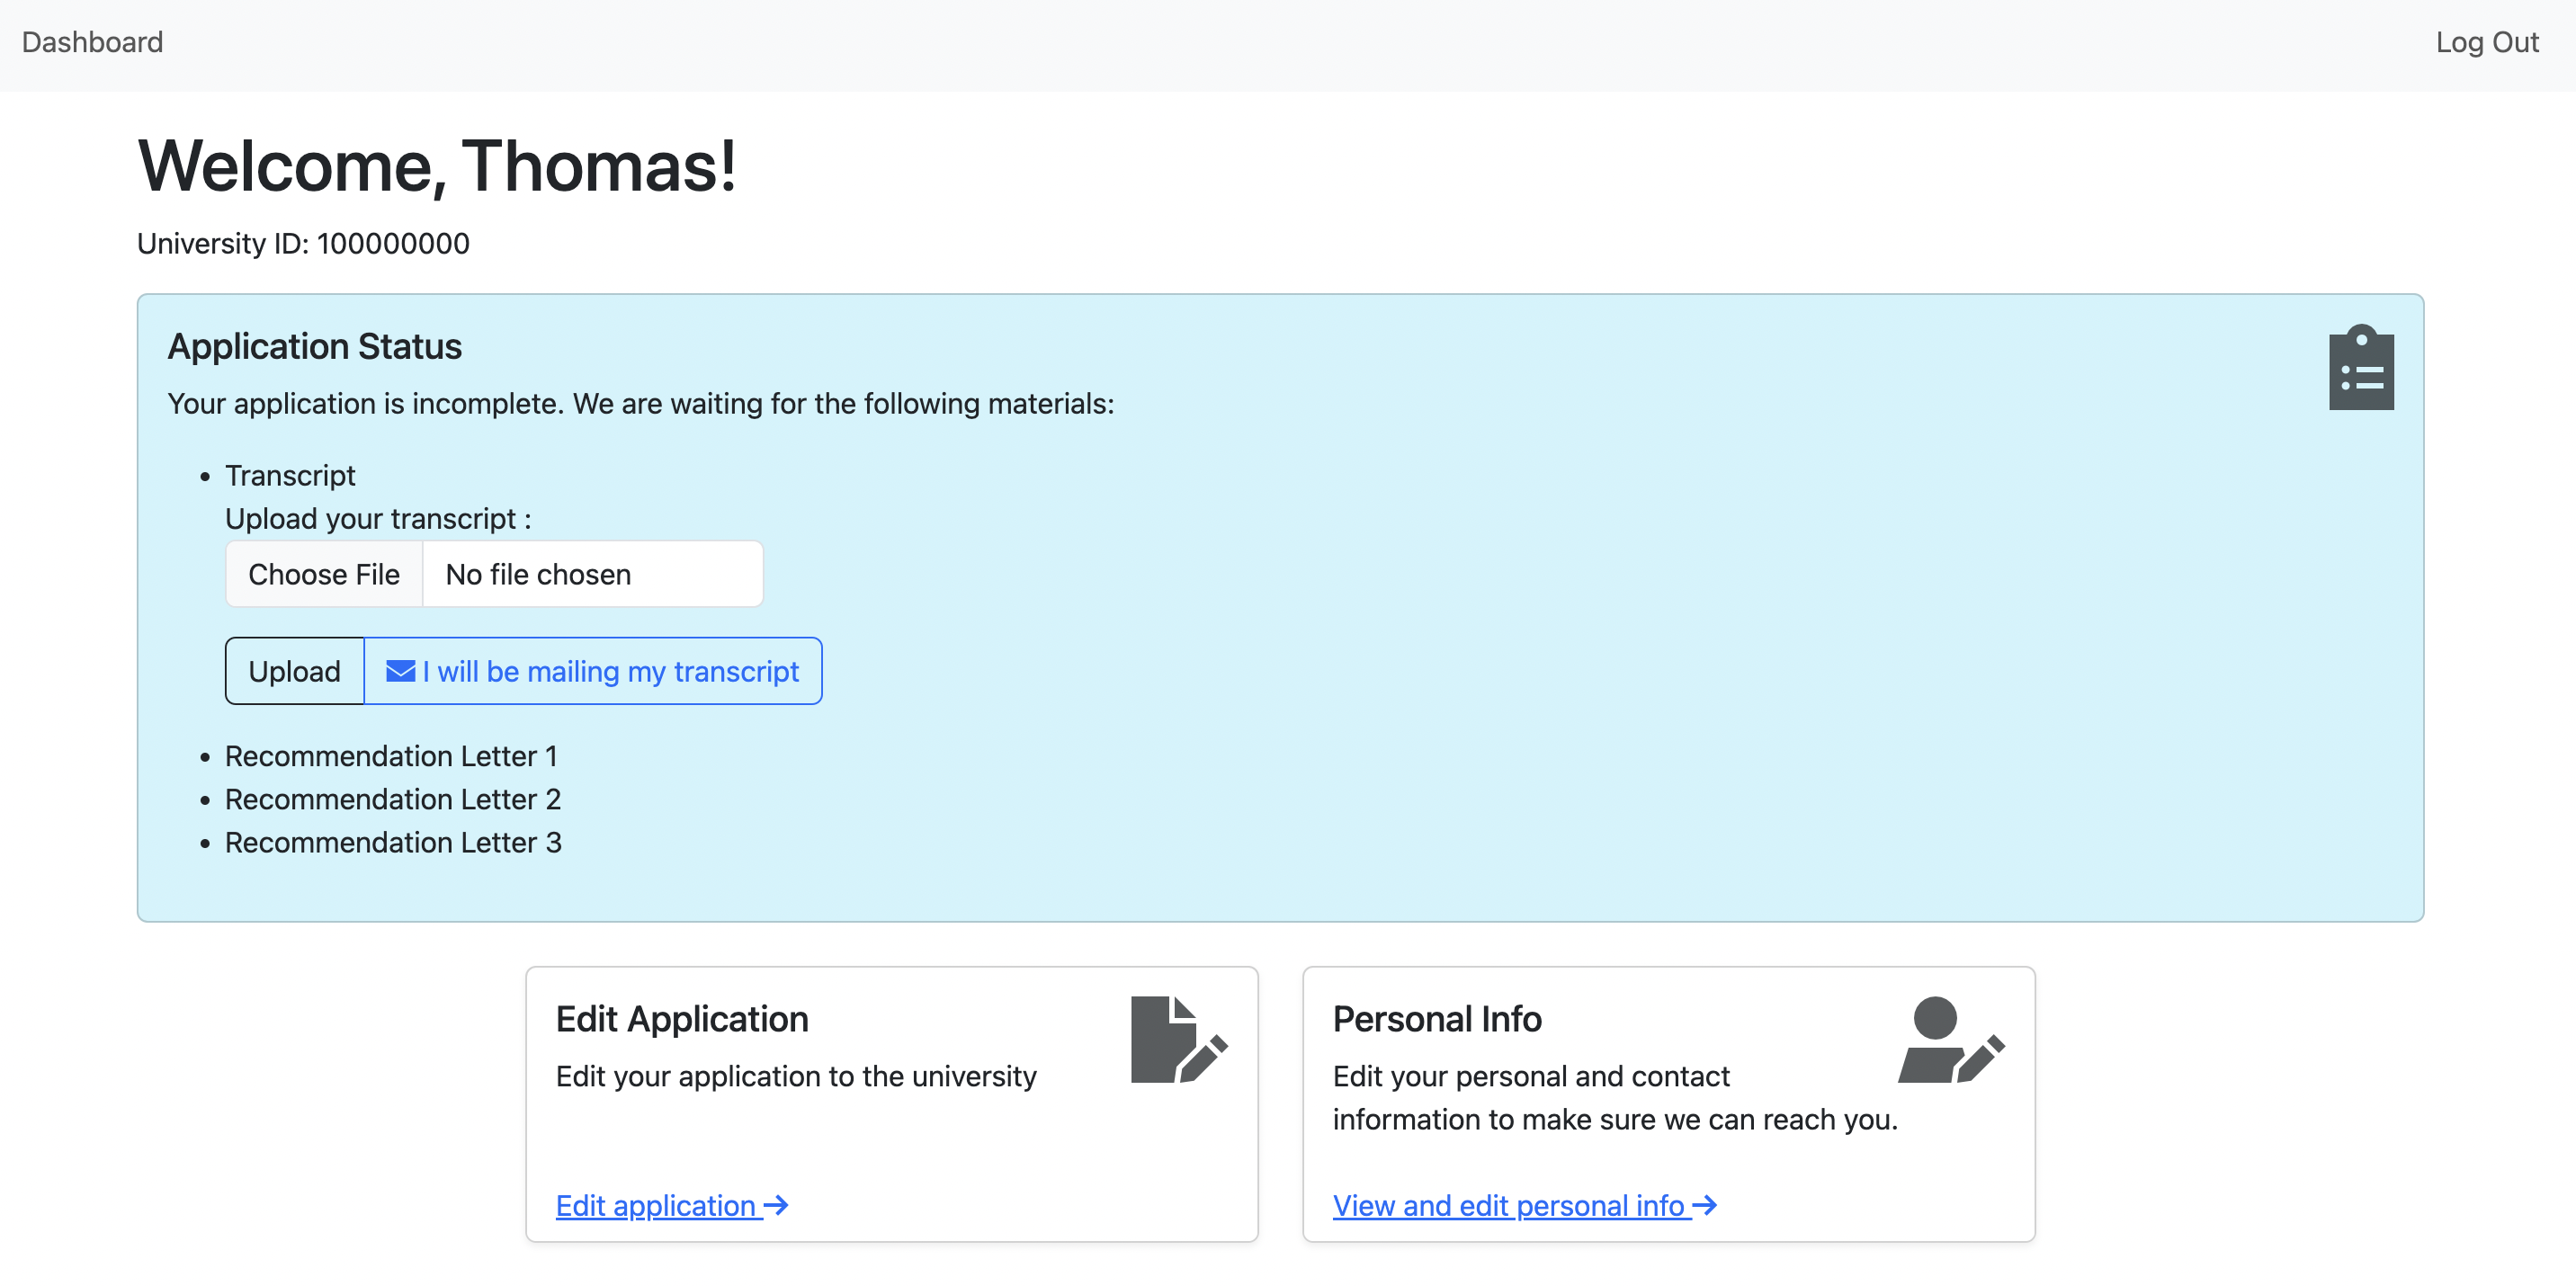 Dashboard
Log Out
Welcome, Thomas!
University ID: 100000000
Application Status
Your application is incomplete. We are waiting for the following materials:
Transcript
Upload your transcript :
Choose File No file chosen
Upload I will be mailing my transcript
Recommendation Letter 1
Recommendation Letter 2
Recommendation Letter 3
Edit Application
Edit your application to the university
Edit application
Personal Info
Edit your personal and contact
information to make sure we can reach you.
View and edit personal info